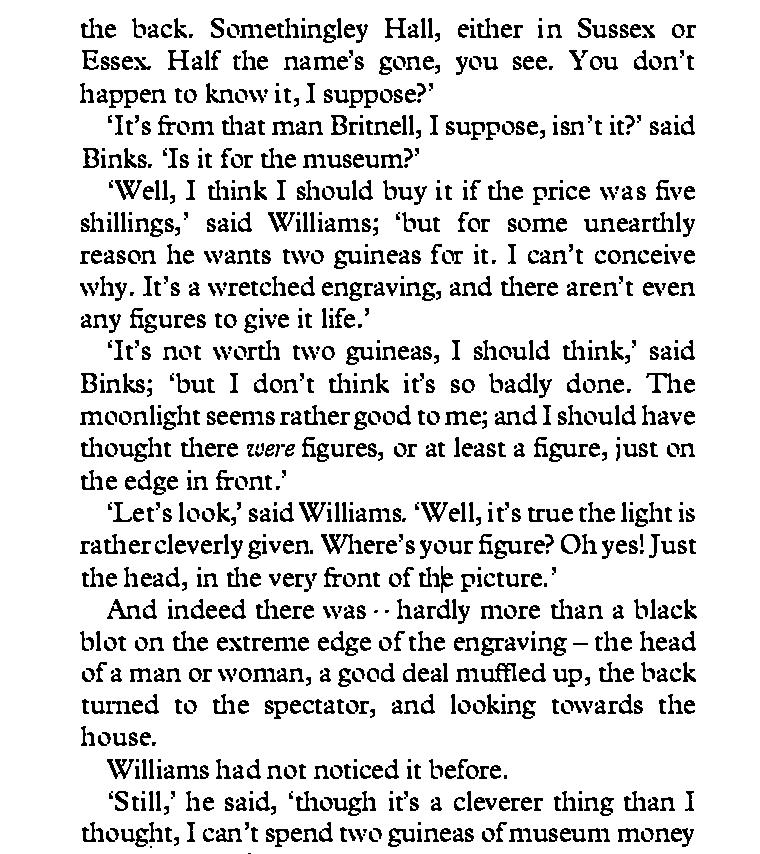 the back. Somethingley Hall, either in Sussex or
Essex. Half the name's gone, you see. You don't
happen to know it, I suppose?’
‘It's from that man Britnell, I suppose, isn't it?’ said
Binks. ‘Is it for the museum?’
‘Well, I think I should buy it if the price was five
shillings,’ said Williams; ‘but for some unearthly
reason he wants two guineas for it. I can't conceive
why. It's a wretched engraving, and there aren't even
any figures to give it life.’
‘It's not worth two guineas, I should think,’ said
Binks; ‘but I don't think it's so badly done. The
moonlight seems rather good to me; and I should have
thought there were figures, or at least a figure, just on
the edge in front.’
‘Let's look,’ said Williams. ‘Well, it's true the light is
rather cleverly given. Where's your figure? Oh yes! Just
the head, in the very front of the picture.’
And indeed there was -- hardly more than a black
blot on the extreme edge of the engraving – the head
of a man or woman, a good deal muffled up, the back
turned to the spectator, and looking towards the
house.
Williams had not noticed it before.
‘Still,’ he said, ‘though it's a cleverer thing than I
thought, I can't spend two guineas of museum money